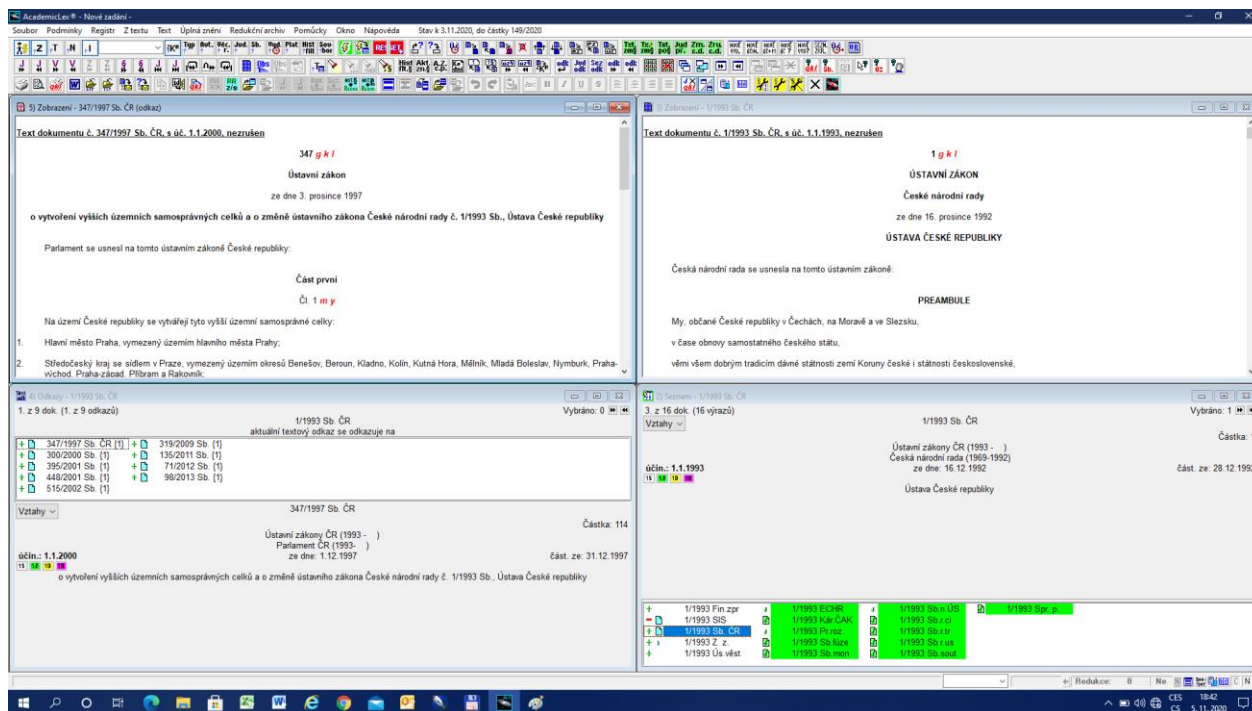 AcademicLex ® - Nové zadání -
Soubor Podmínky Registr Z textu Text Úplná znění Redukční archiv Pomůcky Okno Nápověda Stav k 3.11.2020, do částky 149/2020
5) Zobrazení - 347/1997 Sb. ČR (odkaz)
Text dokumentu č. 347/1997 Sb. ČR, s úč. 1.1.2000, nezrušen
347 g k l
Ústavní zákon
ze dne 3. prosince 1997
o vytvoření vyšších územních samosprávných celků a o změně ústavního zákona České národní rady č. 1/1993 Sb., Ústava České republiky
Parlament se usnesl na tomto ústavním zákoně České republiky:
Část první
Čl. 1 m y
Na území České republiky se vytvářejí tyto vyšší územní samosprávné celky:
1. Hlavní město Praha, vymezený územím hlavního města Prahy;
2. Středočeský kraj se sídlem v Praze, vymezený územím okresů Benešov, Beroun, Kladno, Kolín, Kutná Hora, Mělník, Mladá Boleslav, Nymburk, Praha-
východ, Praha-západ, Příbram a Rakovník;
3) Zobrazení - 1/1993 Sb. ČR
Text dokumentu č. 1/1993 Sb. ČR, s úč. 1.1.1993, nezrušen
1 g k l
ÚSTAVNÍ ZÁKON
České národní rady
ze dne 16. prosince 1992
ÚSTAVA ČESKÉ REPUBLIKY
Česká národní rada se usnesla na tomto ústavním zákoně:
PREAMBULE
My, občané České republiky v Čechách, na Moravě a ve Slezsku,
v čase obnovy samostatného českého státu,
věrni všem dobrým tradicím dávné státnosti zemí Koruny české i státnosti československé,
4) Odkazy - 1/1993 Sb. ČR
1. z 9 dok. (1. z 9 odkazů) Vybráno: 0
1/1993 Sb. ČR
aktuální textový odkaz se odkazuje na
347/1997 Sb. ČR {1} 319/2009 Sb. {1}
300/2000 Sb. {1} 135/2011 Sb. {1}
395/2001 Sb. {1} 71/2012 Sb. {1}
448/2001 Sb. {1} 98/2013 Sb. {1}
515/2002 Sb. {1}
Vztahy 347/1997 Sb. ČR
Částka: 114
Ústavní zákony ČR (1993 - )
Parlament ČR (1993- )
účin.: 1.1.2000 ze dne: 1.12.1997 část. ze: 31.12.1997
o vytvoření vyšších územních samosprávných celků a o změně ústavního zákona České národní rady č. 1/1993 Sb., Ústava České republiky
2) Seznam - 1/1993 Sb. ČR
3. z 16 dok. (16 výrazů) Vybráno: 1
Vztahy 1/1993 Sb. ČR
Částka:
Ústavní zákony ČR (1993 - )
Česká národní rada (1969-1992)
účin.: 1.1.1993 ze dne: 16.12.1992 část. ze: 28.12.1992
Ústava České republiky
1/1993 Fin.zpr 1/1993 ECHR 1/1993 Sb.n.ÚS 1/1993 Spr. p.
1/1993 SIS 1/1993 Kár.ČAK 1/1993 Sb.r.ci
1/1993 Sb. ČR 1/1993 Pr.roz. 1/1993 Sb.r.tr
1/1993 Z. z. 1/1993 Sb.fúze 1/1993 Sb.r.us
1/1993 Ús.věst 1/1993 Sb.mon 1/1993 Sb.sout
Redukce: 0 No. C N
CES 18:42
CS 5. 11. 2020